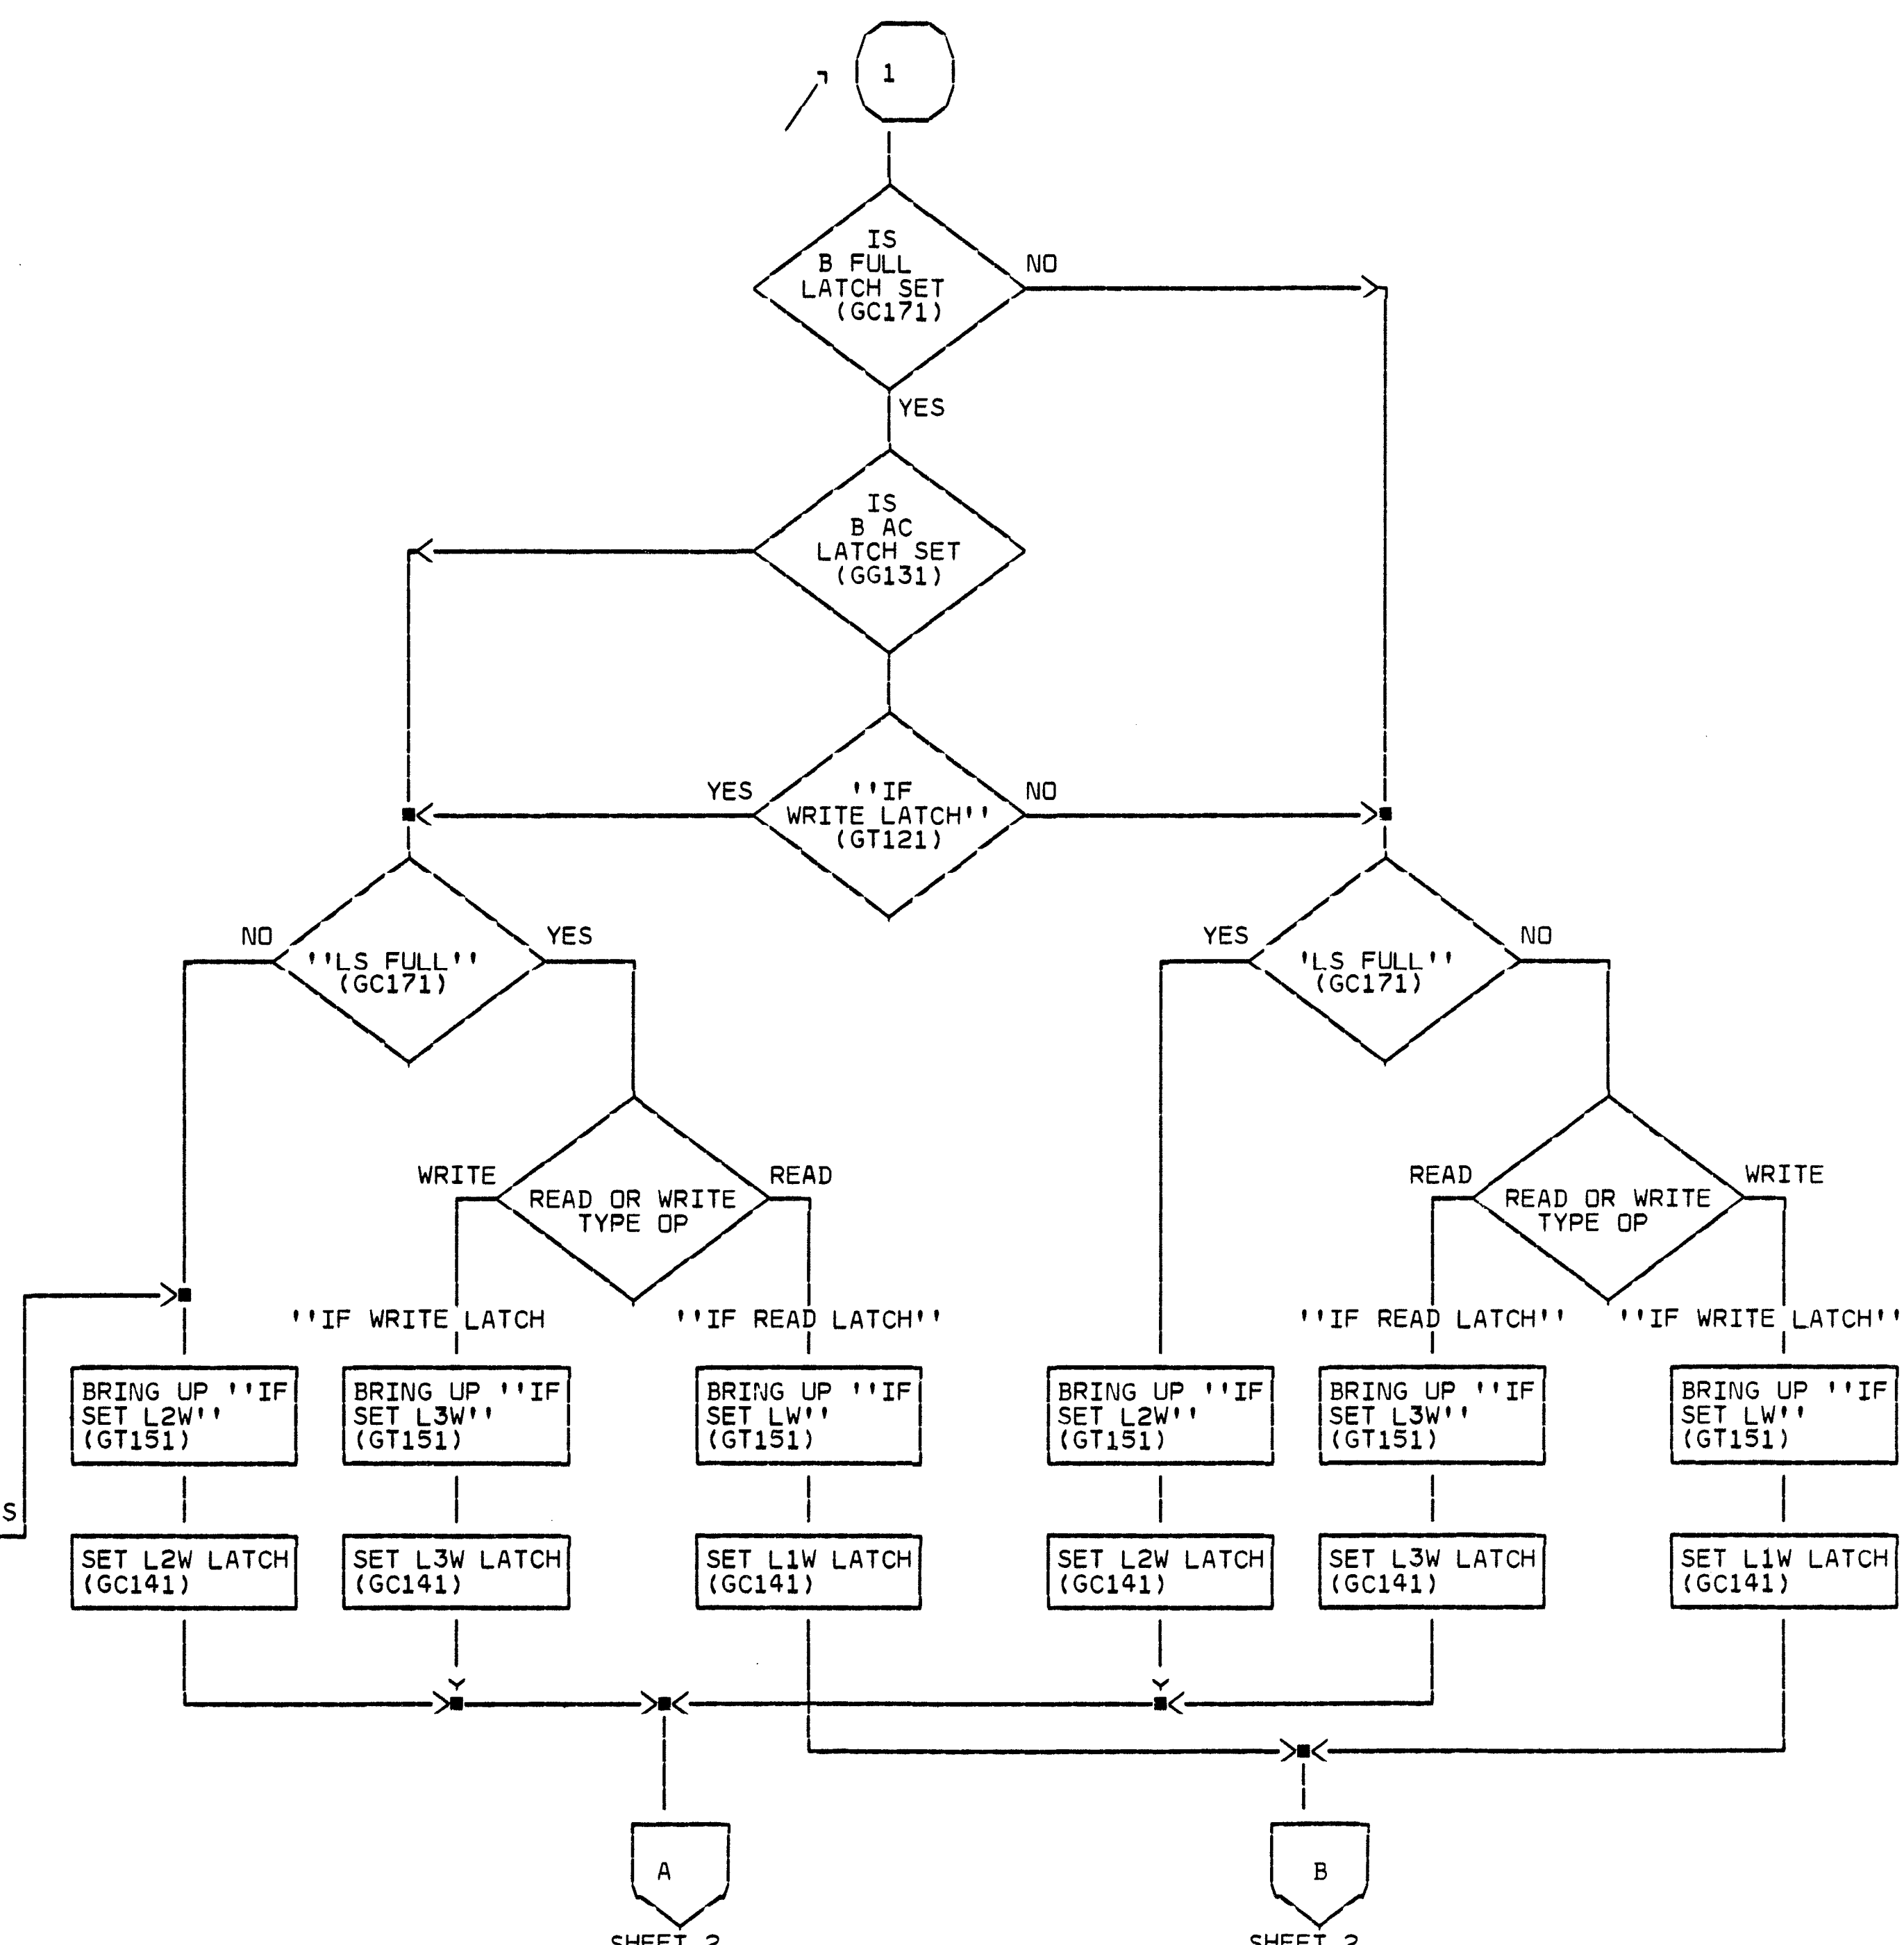 1
IS
B FULL
LATCH SET
(GC171)
NO
YES
IS
B AC
LATCH SET
(GG131)
YES
''IF
WRITE LATCH''
(GT121)
NO
NO
''LS FULL''
(GC171)
YES
YES
'LS FULL''
(GC171)
NO
WRITE
READ OR WRITE
TYPE OP
READ
READ
READ OR WRITE
TYPE OP
WRITE
''IF WRITE LATCH
''IF READ LATCH''
''IF READ LATCH''
''IF WRITE LATCH''
BRING UP ''IF
SET L2W''
(GT151)
BRING UP ''IF
SET L3W''
(GT151)
BRING UP ''IF
SET LW''
(GT151)
BRING UP ''IF
SET L2W''
(GT151)
BRING UP ''IF
SET L3W''
(GT151)
BRING UP ''IF
SET LW''
(GT151)
S
SET L2W LATCH
(GC141)
SET L3W LATCH
(GC141)
SET L1W LATCH
(GC141)
SET L2W LATCH
(GC141)
SET L3W LATCH
(GC141)
SET L1W LATCH
(GC141)
A
B
SHEET 2
SHEET 2